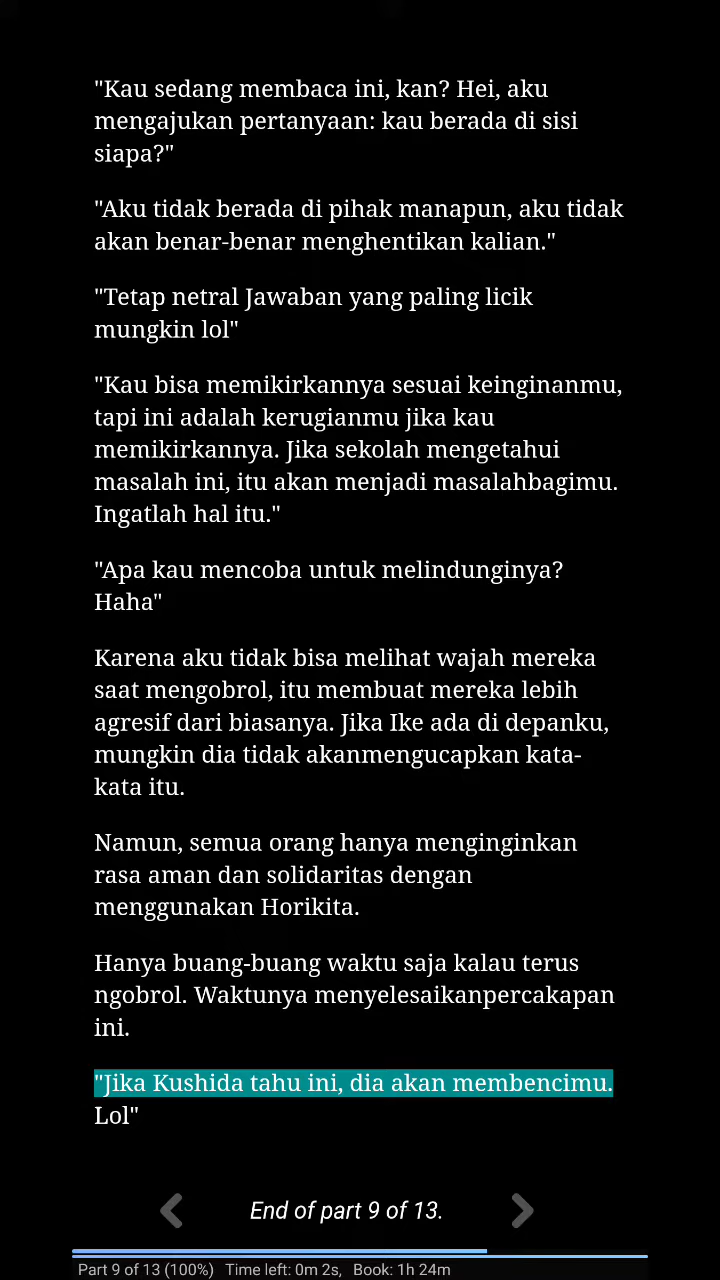 "Kau sedang membaca ini, kan? Hei, aku
mengajukan pertanyaan: kau berada di sisi
siapa?"
"Aku tidak berada di pihak manapun, aku tidak
akan benar-benar menghentikan kalian."
"Tetap netral Jawaban yang paling licik
mungkin lol"
"Kau bisa memikirkannya sesuai keinginanmu,
tapi ini adalah kerugianmu jika kau
memikirkannya. Jika sekolah mengetahui
masalah ini, itu akan menjadi masalahbagimu.
Ingatlah hal itu."
"Apa kau mencoba untuk melindunginya?
Haha"
Karena aku tidak bisa melihat wajah mereka
saat mengobrol, itu membuat mereka lebih
agresif dari biasanya. Jika Ike ada di depanku,
mungkin dia tidak akanmengucapkan kata-
kata itu.
Namun, semua orang hanya menginginkan
rasa aman dan solidaritas dengan
menggunakan Horikita.
Hanya buang-buang waktu saja kalau terus
ngobrol. Waktunya menyelesaikanpercakapan
ini.
"Jika Kushida tahu ini, dia akan membencimu.
Lol"
End of part 9 of 13.
Part 9 of 13 (100%) Time left: 0m 2s, Book: 1h 24m